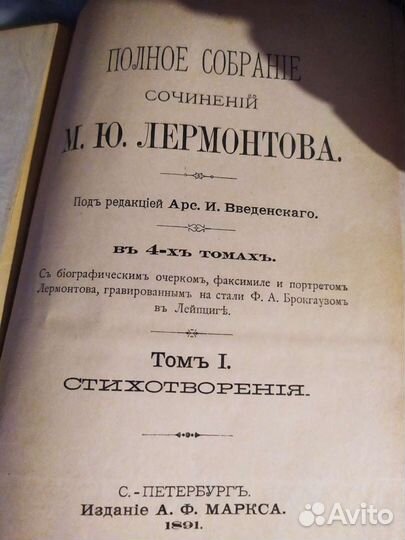 ПОЛНОЕ СОБРАНІЕ
СОЧИНЕНІЙ
М. Ю. ЛЕРМОНТОВА.
Подъ редакціей Арс. И. Введенскаго.
ВЪ 4-ХЪ ТОМАХЪ.
Съ біографическимъ очеркомъ, факсимиле и портретомъ
Лермонтова, гравированнымъ на стали Ф. А. Брокгаузомъ
въ Лейпцигѣ.
Томъ I.
СТИХОТВОРЕНІЯ.
С.-ПЕТЕРБУРГЪ.
Изданіе А. Ф. МАРКСА.
1891.
Avito